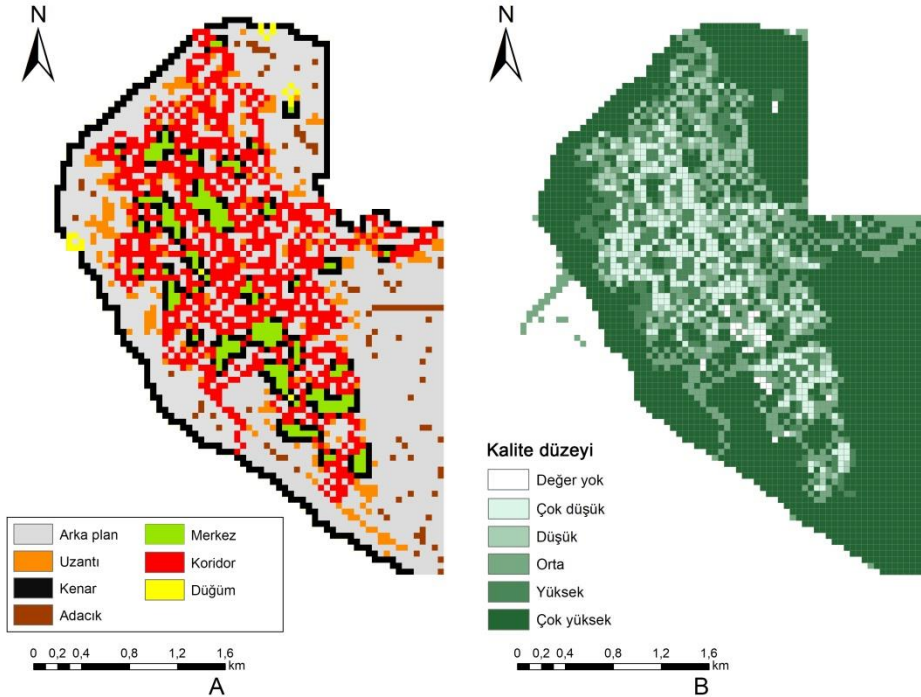 N
N
Arka plan
Uzantı
Kenar
Adacık
Merkez
Koridor
Düğüm
0 0,2 0,4 0,8 1,2 1,6
km
A
Kalite düzeyi
Değer yok
Çok düşük
Düşük
Orta
Yüksek
Çok yüksek
0 0,2 0,4 0,8 1,2 1,6
km
B